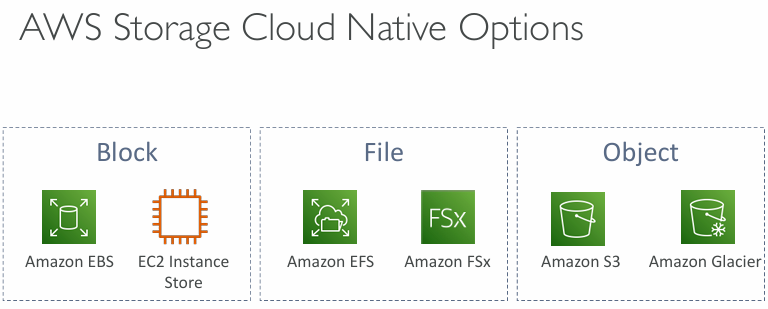 AWS Storage Cloud Native Options
Block
Amazon EBS
EC2 Instance
Store
File
Amazon EFS
FSx
Amazon FSx
Object
Amazon S3
Amazon Glacier